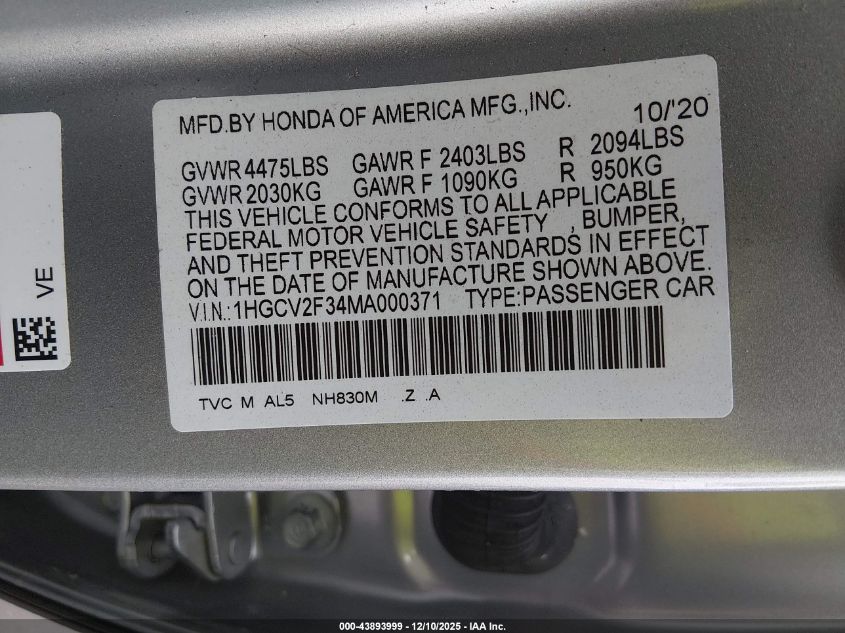 MFD.BY HONDA OF AMERICA MFG.,INC. 10/'20
GVWR 4475LBS GAWR F 2403LBS R 2094LBS
GVWR 2030KG GAWR F 1090KG R 950KG
THIS VEHICLE CONFORMS TO ALL APPLICABLE
FEDERAL MOTOR VEHICLE SAFETY , BUMPER,
AND THEFT PREVENTION STANDARDS IN EFFECT
ON THE DATE OF MANUFACTURE SHOWN ABOVE.
V.I.N.:1HGCV2F34MA000371 TYPE:PASSENGER CAR
TVC M AL5 NH830M .Z .A
VE
000-43893999 — 12/10/2025 — IAA Inc.